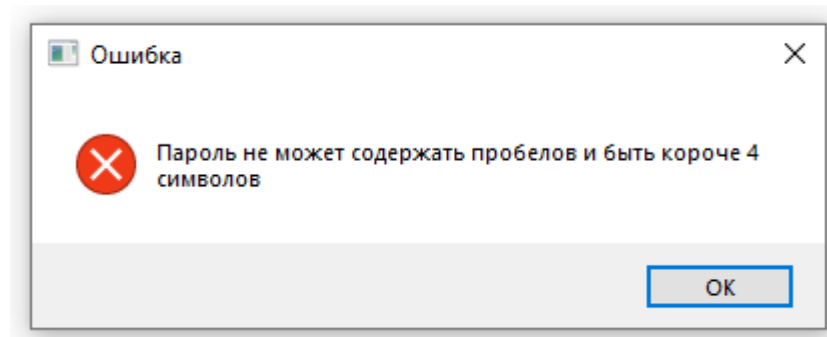 Ошибка
Пароль не может содержать пробелов и быть короче 4
символов
OK